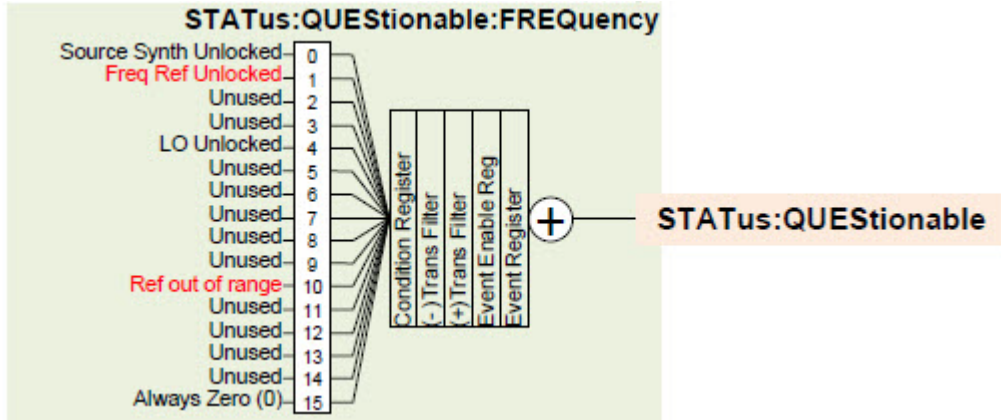 STATus:QUEStionable:FREQuency
Source Synth Unlocked 0
Freq Ref Unlocked 1
Unused 2
Unused 3
LO Unlocked 4
Unused 5
Unused 6
Unused 7
Unused 8
Unused 9
Ref out of range 10
Unused 11
Unused 12
Unused 13
Unused 14
Always Zero (0) 15
Condition Register
(-)Trans Filter
(+)Trans Filter
Event Enable Reg
Event Register
+
STATus:QUEStionable